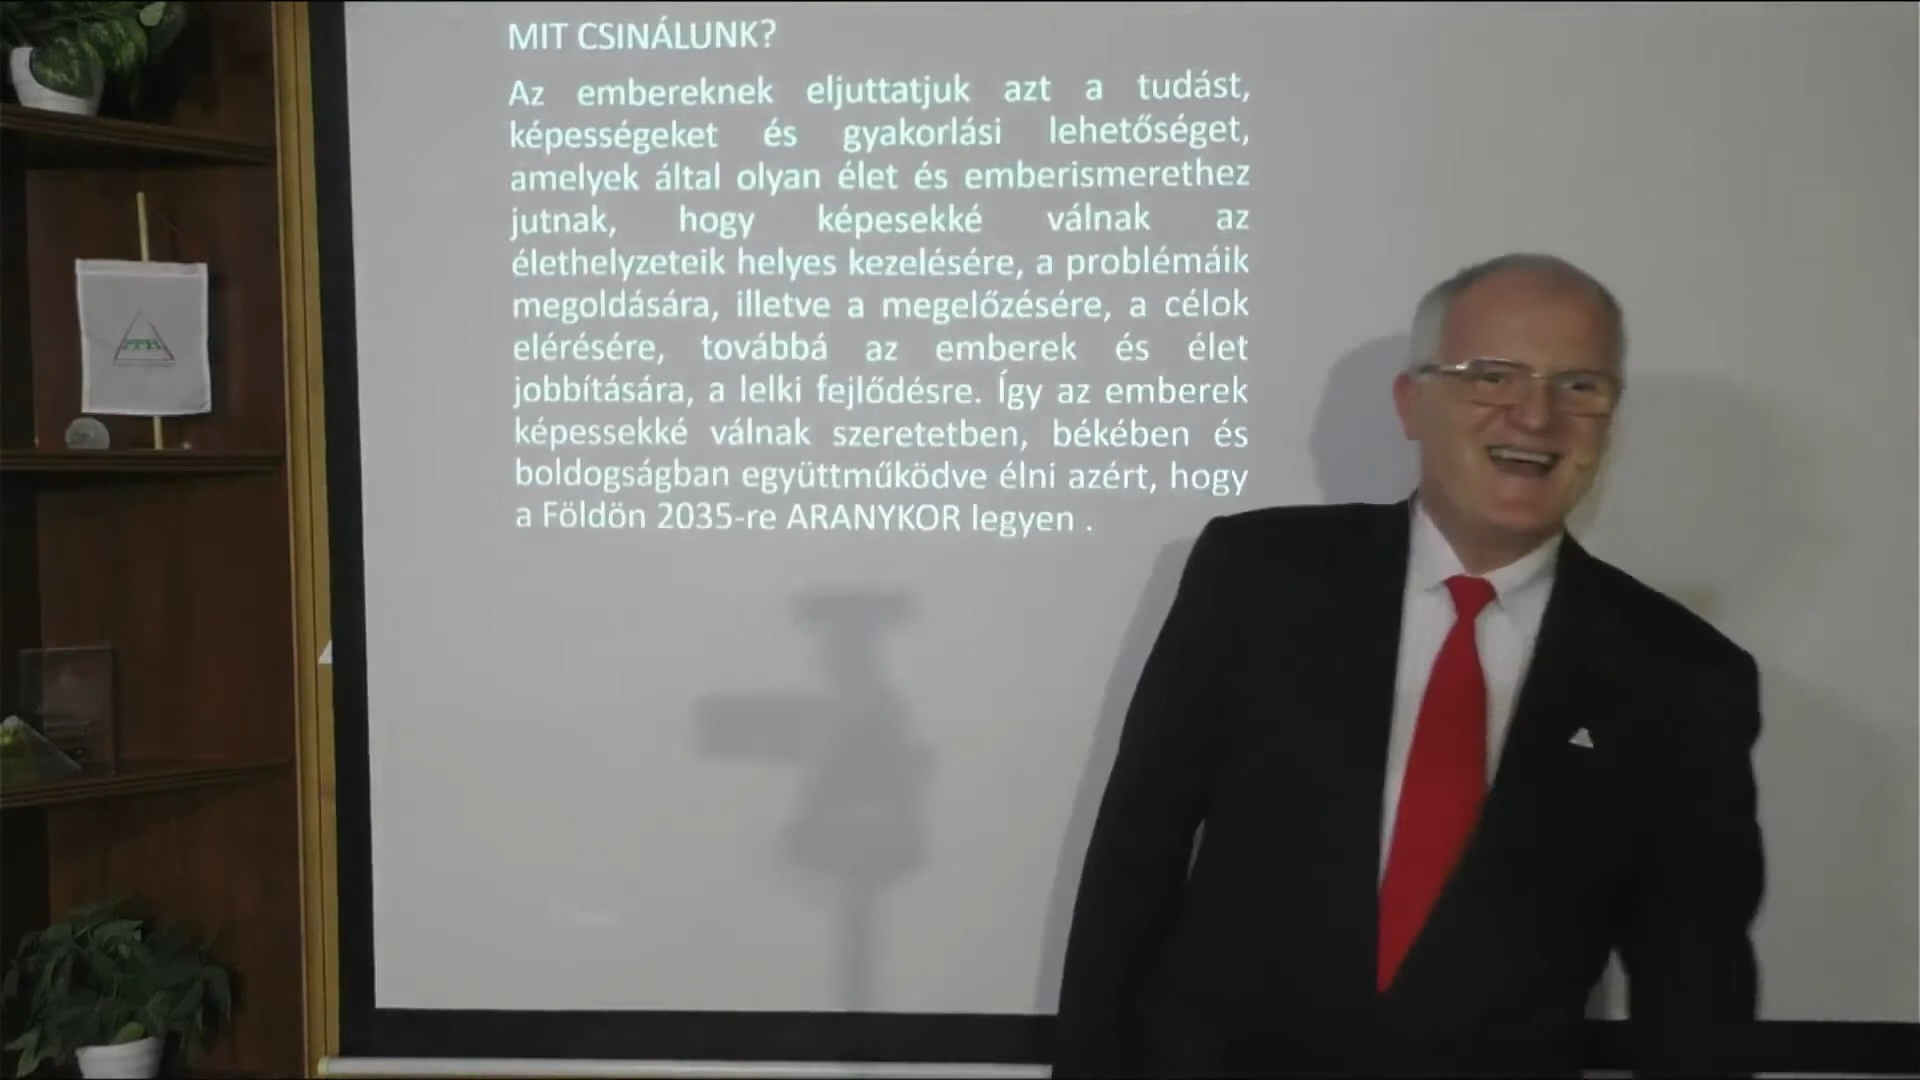 MIT CSINÁLUNK?
Az embereknek eljuttatjuk azt a tudást,
képességeket és gyakorlási lehetőséget,
amelyek által olyan élet és emberismerethez
jutnak, hogy képesekké válnak az
élethelyzeteik helyes kezelésére, a problémáik
megoldására, illetve a megelőzésére, a célok
elérésére, továbbá az emberek és élet
jobbítására, a lelki fejlődésre. Így az emberek
képessekké válnak szeretetben, békében és
boldogságban együttműködve élni azért, hogy
a Földön 2035-re ARANYKOR legyen .